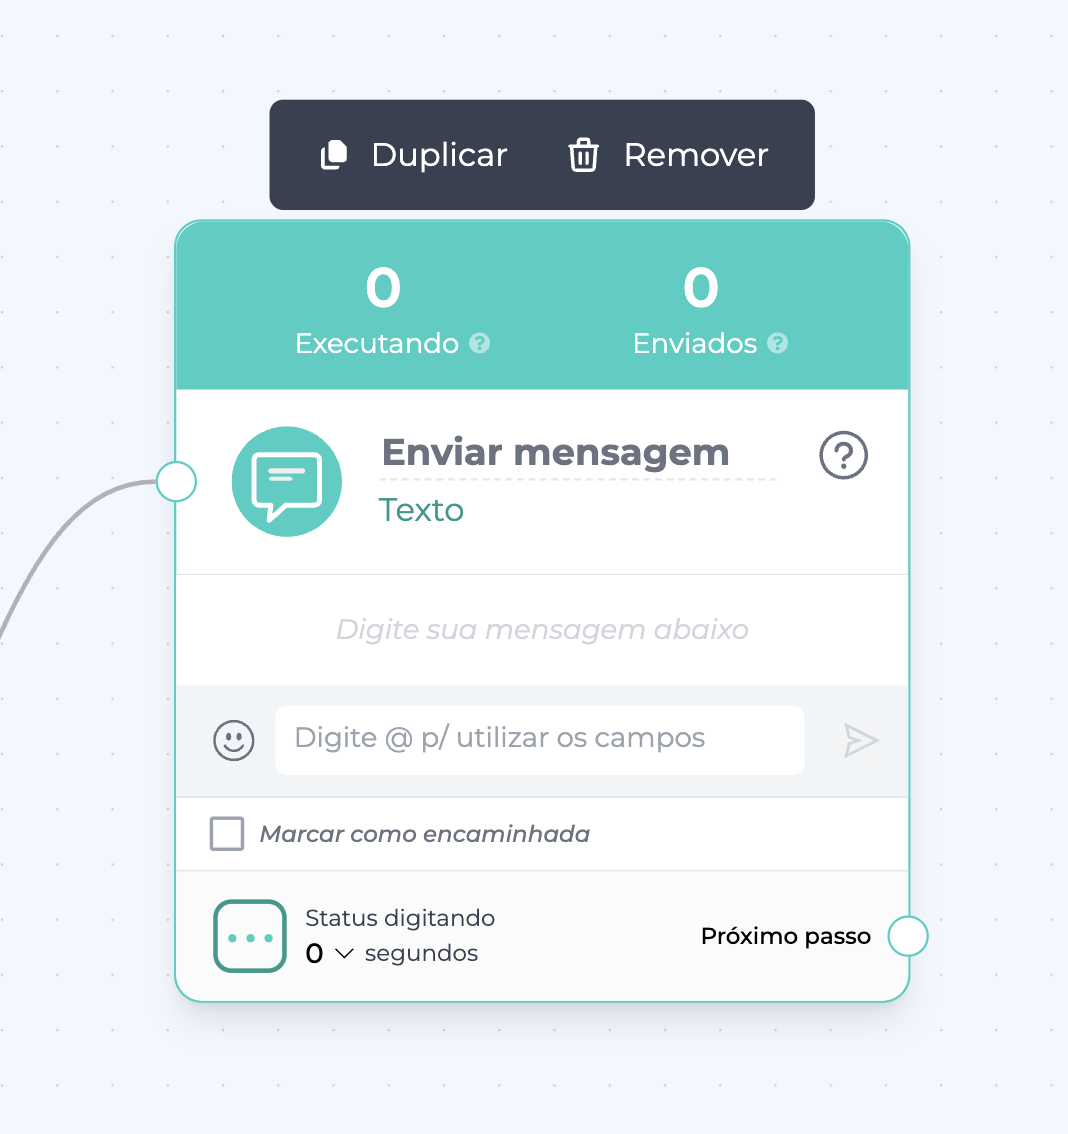 Duplicar Remover
0 0
Executando ? Enviados ?
Enviar mensagem ?
Texto
Digite sua mensagem abaixo
Digite @ p/ utilizar os campos
Marcar como encaminhada
Status digitando
0 segundos
Próximo passo